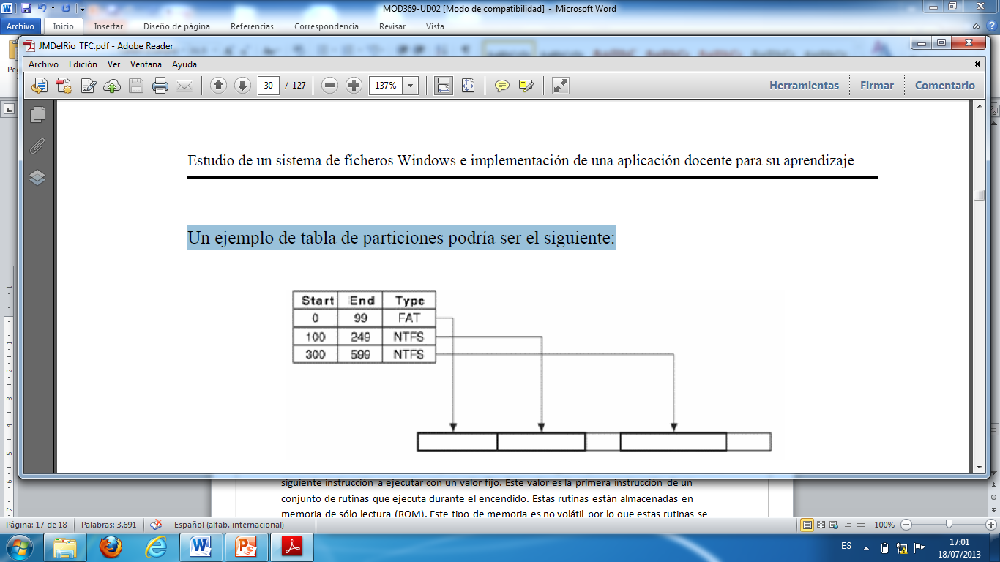 MOD369-UD02 [Modo de compatibilidad] - Microsoft Word
Archivo Inicio Insertar Diseño de página Referencias Correspondencia Revisar Vista
JMDelRio_TFC.pdf - Adobe Reader
Archivo Edición Ver Ventana Ayuda
30 / 127 137% Herramientas Firmar Comentario
Estudio de un sistema de ficheros Windows e implementación de una aplicación docente para su aprendizaje
Un ejemplo de tabla de particiones podría ser el siguiente:
Start End Type
0 99 FAT
100 249 NTFS
300 599 NTFS
siguiente instrucción a ejecutar con un valor fijo. Este valor es la primera instrucción de un
conjunto de rutinas que ejecuta durante el encendido. Estas rutinas están almacenadas en
memoria de sólo lectura (ROM). Este tipo de memoria es no volátil por lo que estas rutinas se
Página: 17 de 18 Palabras: 3.691 Español (alfab. internacional) 100%
ES 17:01
18/07/2013